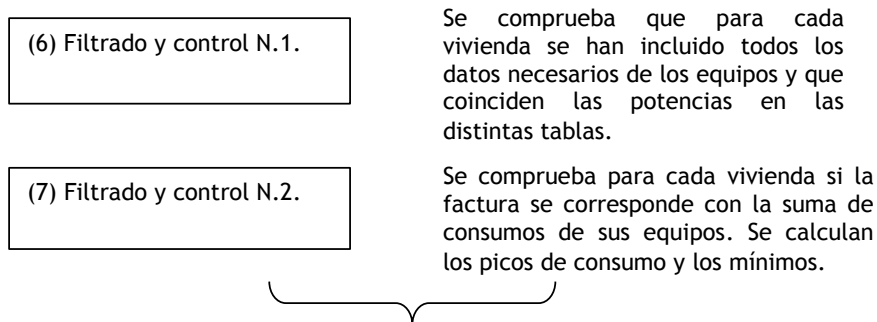 (6) Filtrado y control N.1.
Se comprueba que para cada
vivienda se han incluido todos los
datos necesarios de los equipos y que
coinciden las potencias en las
distintas tablas.
(7) Filtrado y control N.2.
Se comprueba para cada vivienda si la
factura se corresponde con la suma de
consumos de sus equipos. Se calculan
los picos de consumo y los mínimos.